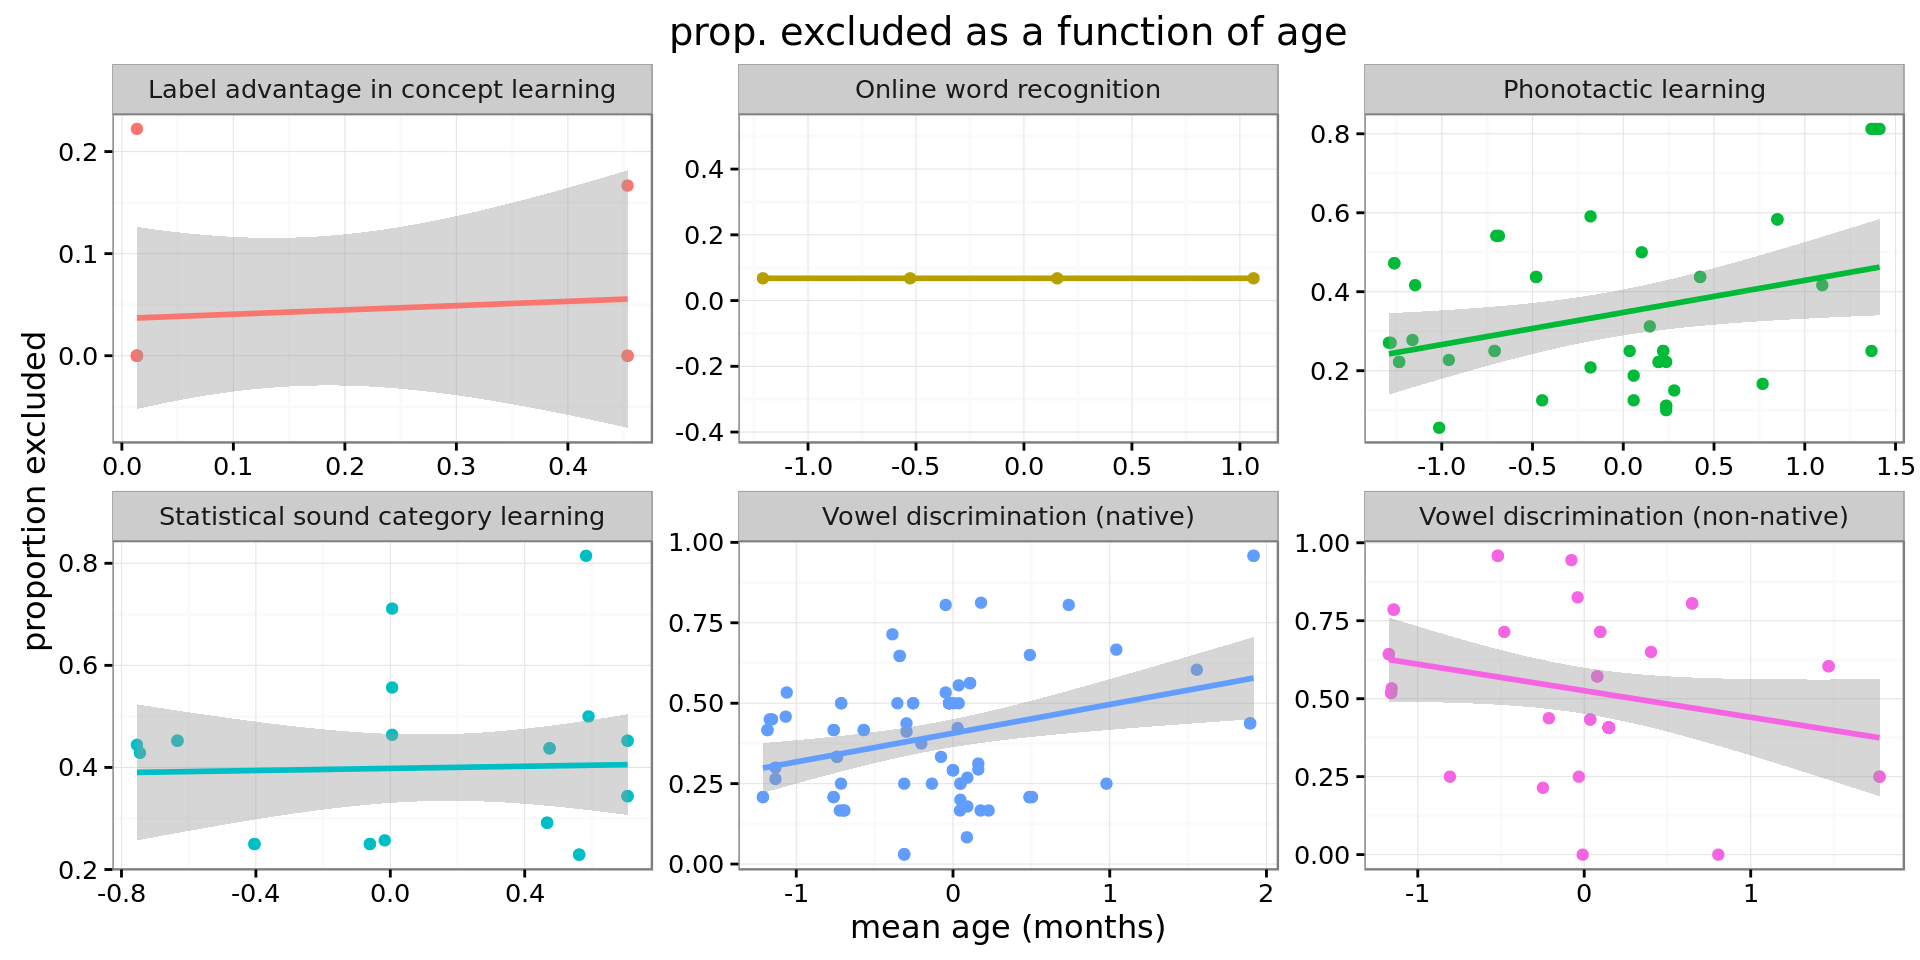 prop. excluded as a function of age
Label advantage in concept learning
Online word recognition
Phonotactic learning
0.2
0.1
0.0
0.0 0.1 0.2 0.3 0.4
0.4
0.2
0.0
-0.2
-0.4
-1.0 -0.5 0.0 0.5 1.0
0.8
0.6
0.4
0.2
-1.0 -0.5 0.0 0.5 1.0 1.5
proportion excluded
Statistical sound category learning
Vowel discrimination (native)
Vowel discrimination (non-native)
0.8
0.6
0.4
0.2
-0.8 -0.4 0.0 0.4
1.00
0.75
0.50
0.25
0.00
-1 0 1 2
1.00
0.75
0.50
0.25
0.00
-1 0 1
mean age (months)